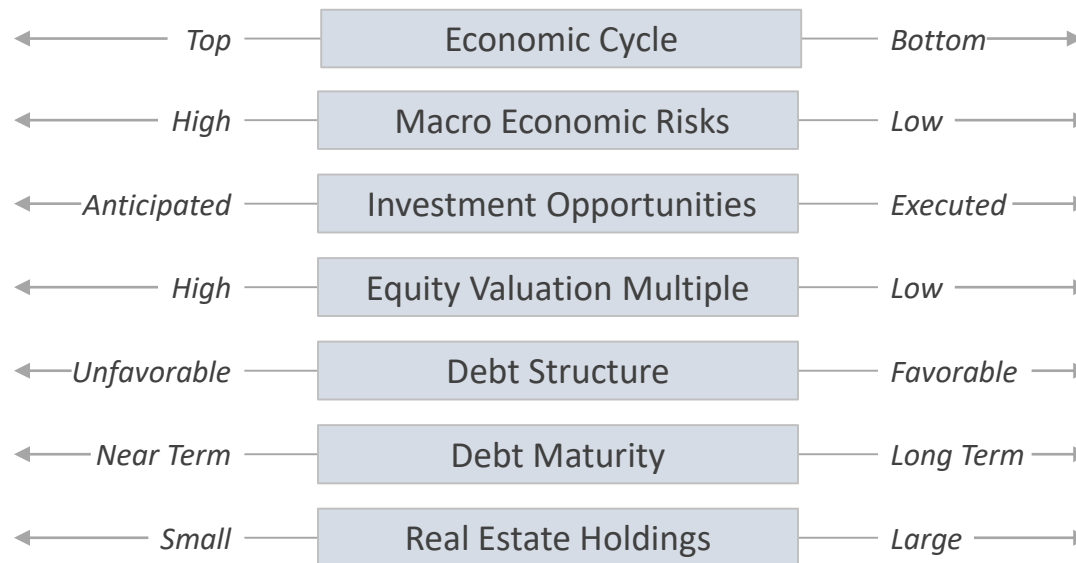 Top Economic Cycle Bottom
High Macro Economic Risks Low
Anticipated Investment Opportunities Executed
High Equity Valuation Multiple Low
Unfavorable Debt Structure Favorable
Near Term Debt Maturity Long Term
Small Real Estate Holdings Large